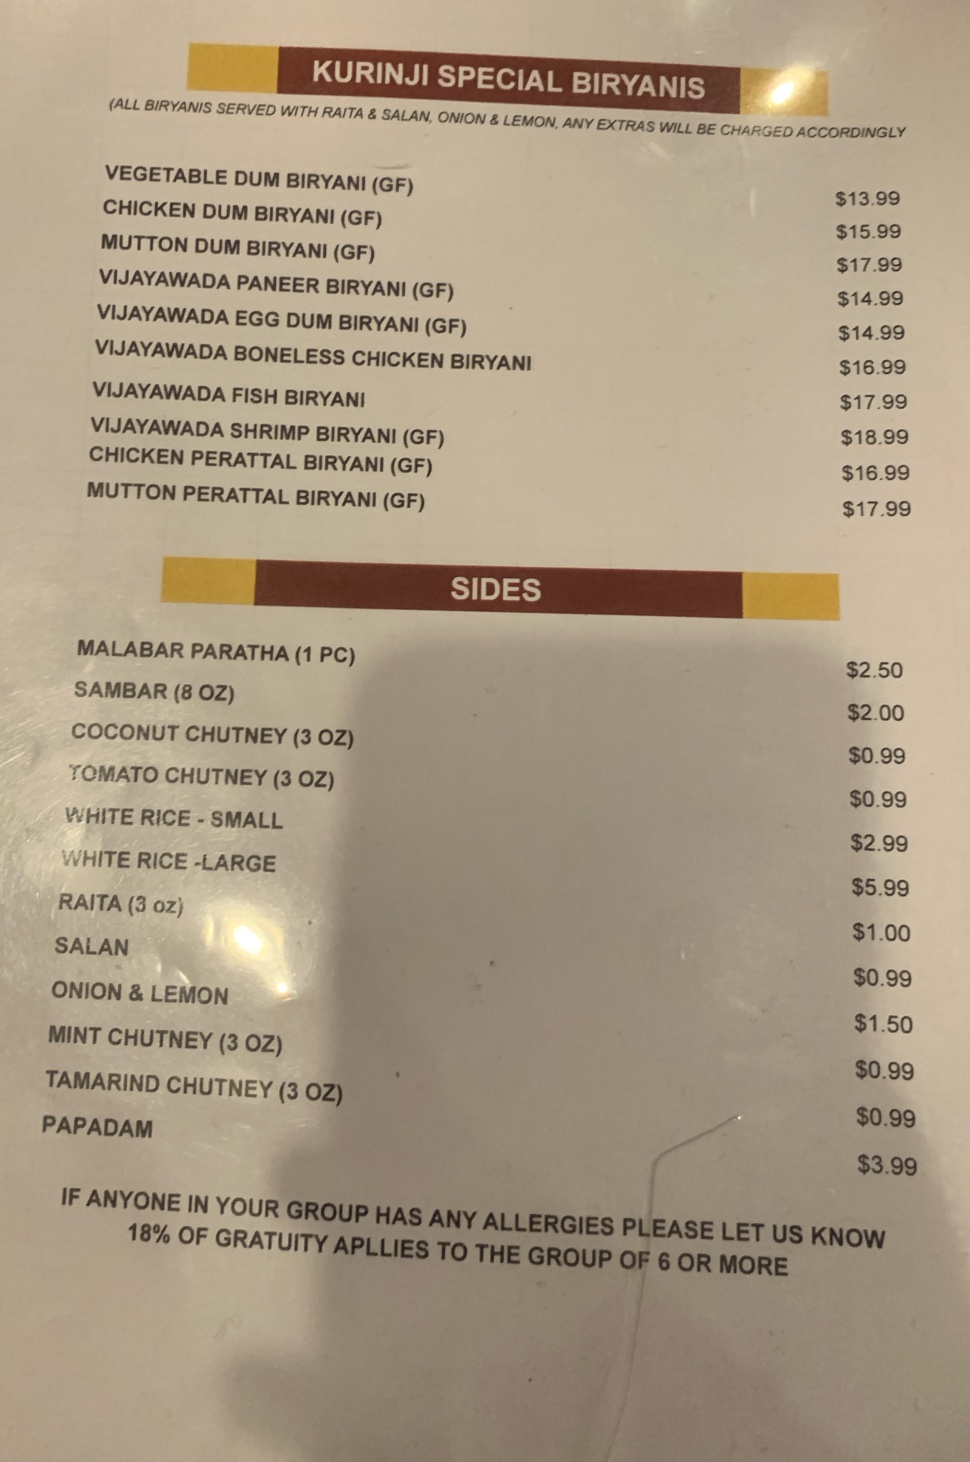 KURINJI SPECIAL BIRYANIS
(ALL BIRYANIS SERVED WITH RAITA & SALAN, ONION & LEMON, ANY EXTRAS WILL BE CHARGED ACCORDINGLY
VEGETABLE DUM BIRYANI (GF) $13.99
CHICKEN DUM BIRYANI (GF) $15.99
MUTTON DUM BIRYANI (GF) $17.99
VIJAYAWADA PANEER BIRYANI (GF) $14.99
VIJAYAWADA EGG DUM BIRYANI (GF) $14.99
VIJAYAWADA BONELESS CHICKEN BIRYANI $16.99
VIJAYAWADA FISH BIRYANI $17.99
VIJAYAWADA SHRIMP BIRYANI (GF) $18.99
CHICKEN PERATTAL BIRYANI (GF) $16.99
MUTTON PERATTAL BIRYANI (GF) $17.99
SIDES
MALABAR PARATHA (1 PC) $2.50
SAMBAR (8 OZ) $2.00
COCONUT CHUTNEY (3 OZ) $0.99
TOMATO CHUTNEY (3 OZ) $0.99
WHITE RICE - SMALL $2.99
WHITE RICE -LARGE $5.99
RAITA (3 oz) $1.00
SALAN $0.99
ONION & LEMON $1.50
MINT CHUTNEY (3 OZ) $0.99
TAMARIND CHUTNEY (3 OZ) $0.99
PAPADAM $3.99
IF ANYONE IN YOUR GROUP HAS ANY ALLERGIES PLEASE LET US KNOW
18% OF GRATUITY APLLIES TO THE GROUP OF 6 OR MORE